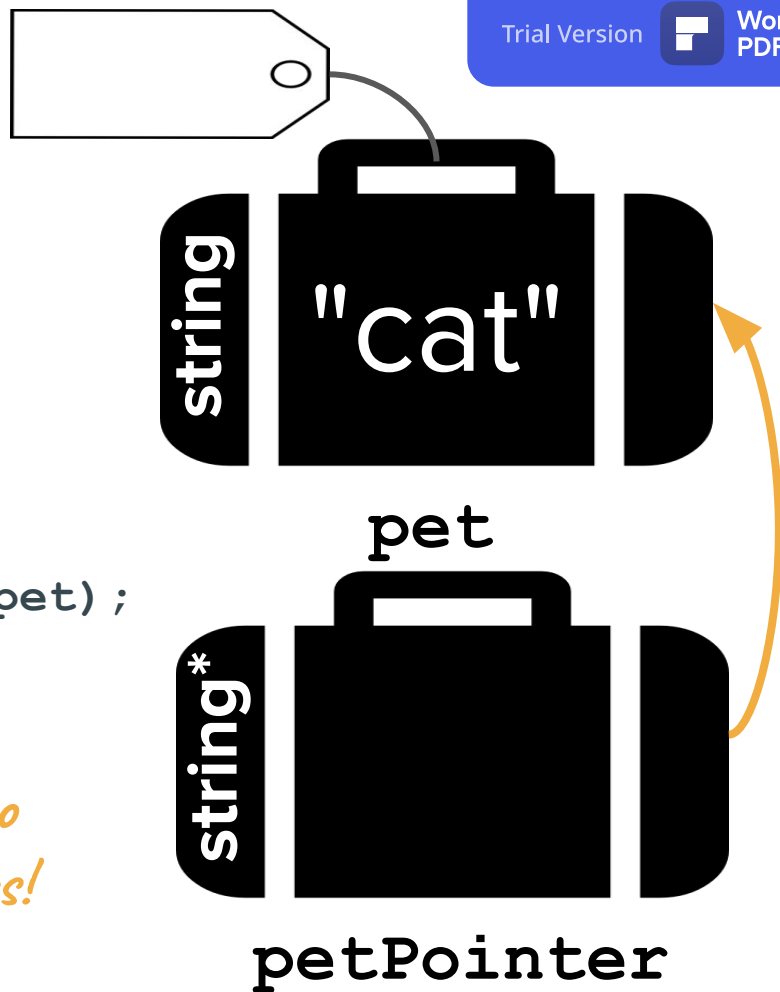 Trial Version
string
"cat"
pet
pet);
string*
petPointer